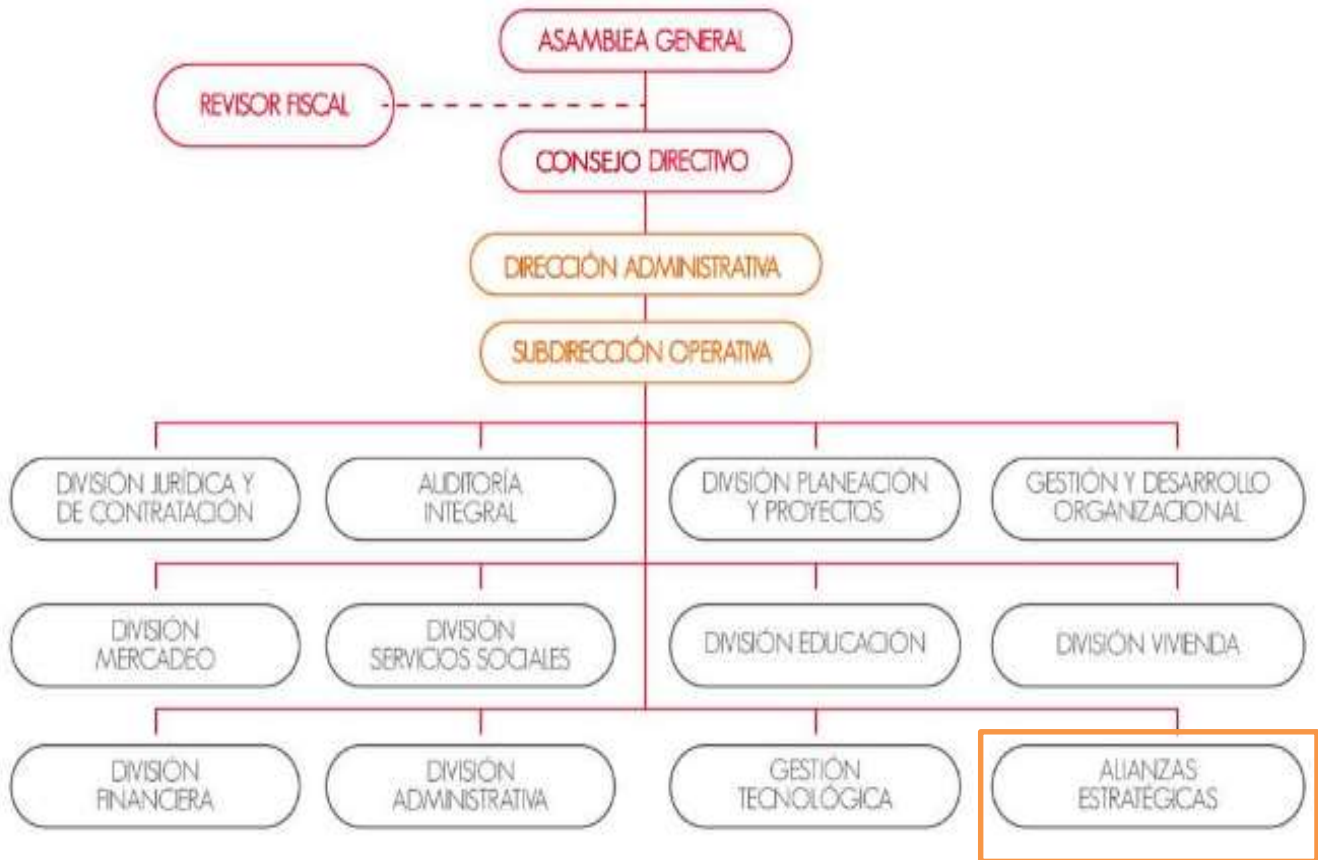 ASAMBLEA GENERAL
REVISOR FISCAL
CONSEJO DIRECTIVO
DIRECCIÓN ADMINISTRATIVA
SUBDIRECCIÓN OPERATIVA
DIVISIÓN JURÍDICA Y
DE CONTRATACIÓN
AUDITORÍA
INTEGRAL
DIVISIÓN PLANEACIÓN
Y PROYECTOS
GESTIÓN Y DESARROLLO
ORGANIZACIONAL
DIVISIÓN
MERCADEO
DIVISIÓN
SERVICIOS SOCIALES
DIVISIÓN EDUCACIÓN
DIVISIÓN VIVIENDA
DIVISIÓN
FINANCIERA
DIVISIÓN
ADMINISTRATIVA
GESTIÓN
TECNOLÓGICA
ALIANZAS
ESTRATÉGICAS